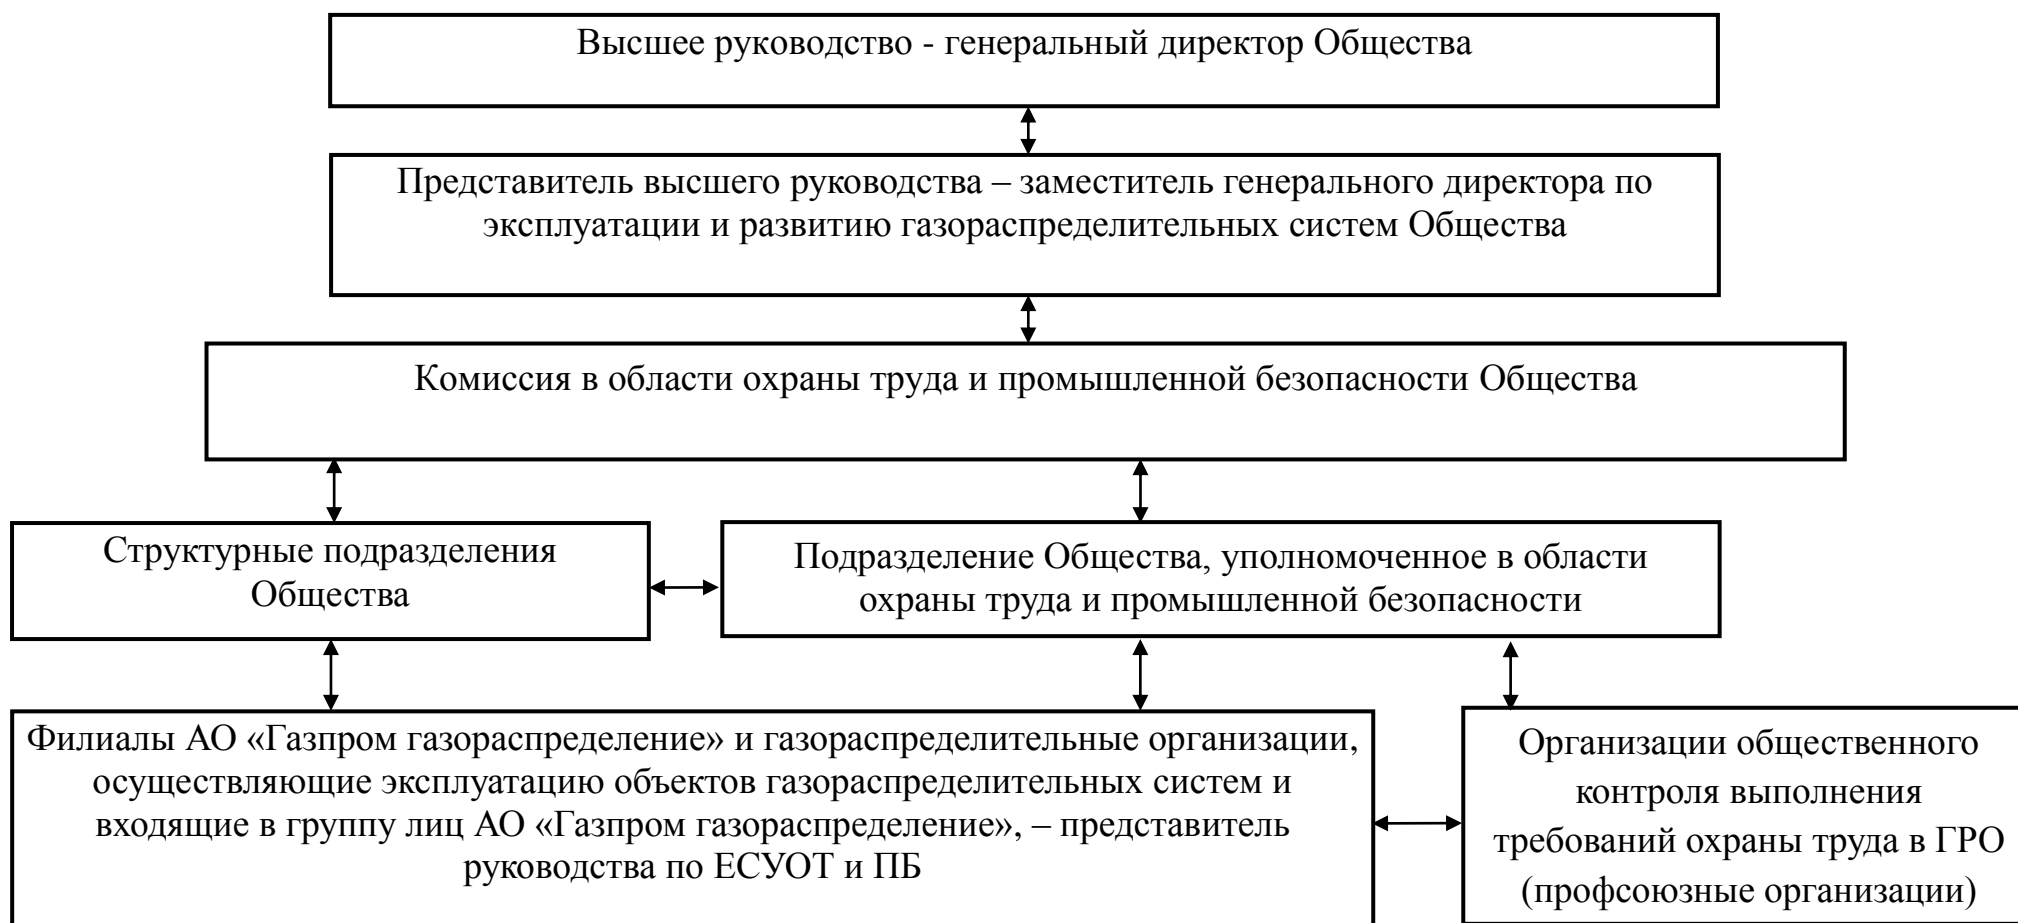 Высшее руководство - генеральный директор Общества
Представитель высшего руководства – заместитель генерального директора по
эксплуатации и развитию газораспределительных систем Общества
Комиссия в области охраны труда и промышленной безопасности Общества
Структурные подразделения
Общества
Подразделение Общества, уполномоченное в области
охраны труда и промышленной безопасности
Филиалы АО «Газпром газораспределение» и газораспределительные организации,
осуществляющие эксплуатацию объектов газораспределительных систем и
входящие в группу лиц АО «Газпром газораспределение», – представитель
руководства по ЕСУОТ и ПБ
Организации общественного
контроля выполнения
требований охраны труда в ГРО
(профсоюзные организации)